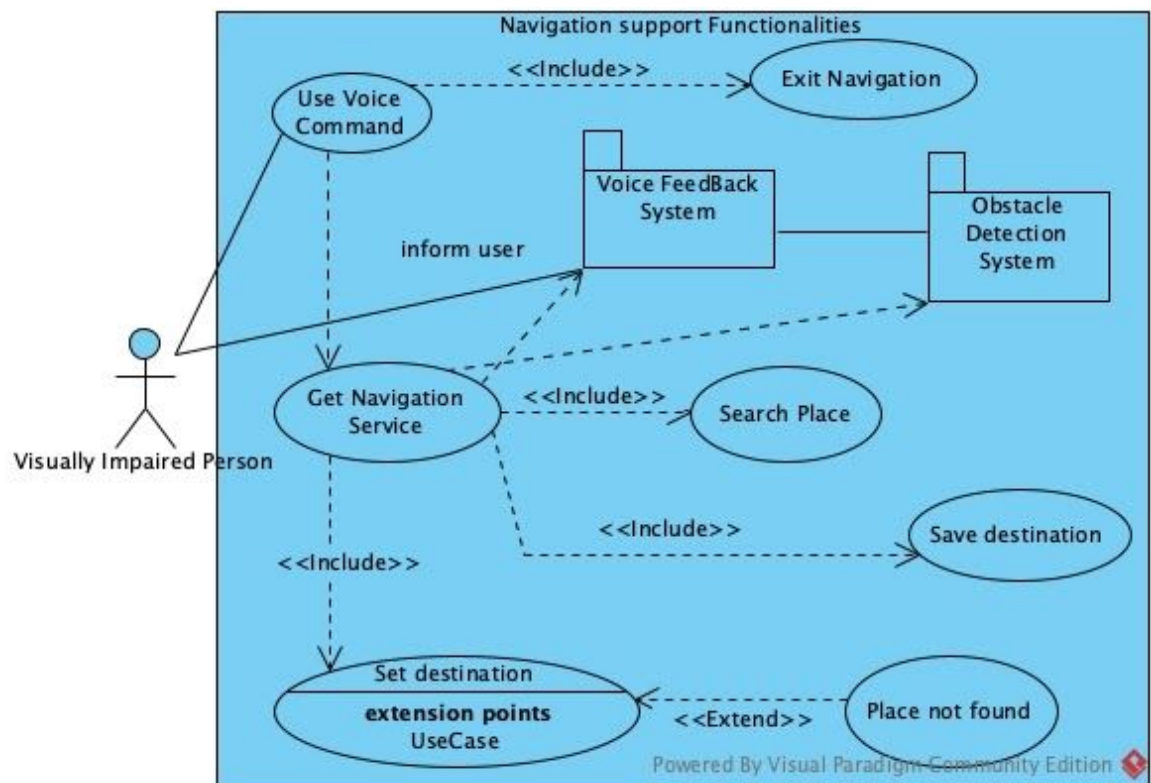 Navigation support Functionalities
<<Include>>
Exit Navigation
Use Voice
Command
Voice FeedBack
System
Obstacle
Detection
System
inform user
Get Navigation
Service
<<Include>>
Search Place
Visually Impaired Person
<<Include>>
Save destination
<<Include>>
Set destination
extension points
UseCase
<<Extend>>
Place not found
Powered By Visual Paradigm Community Edition